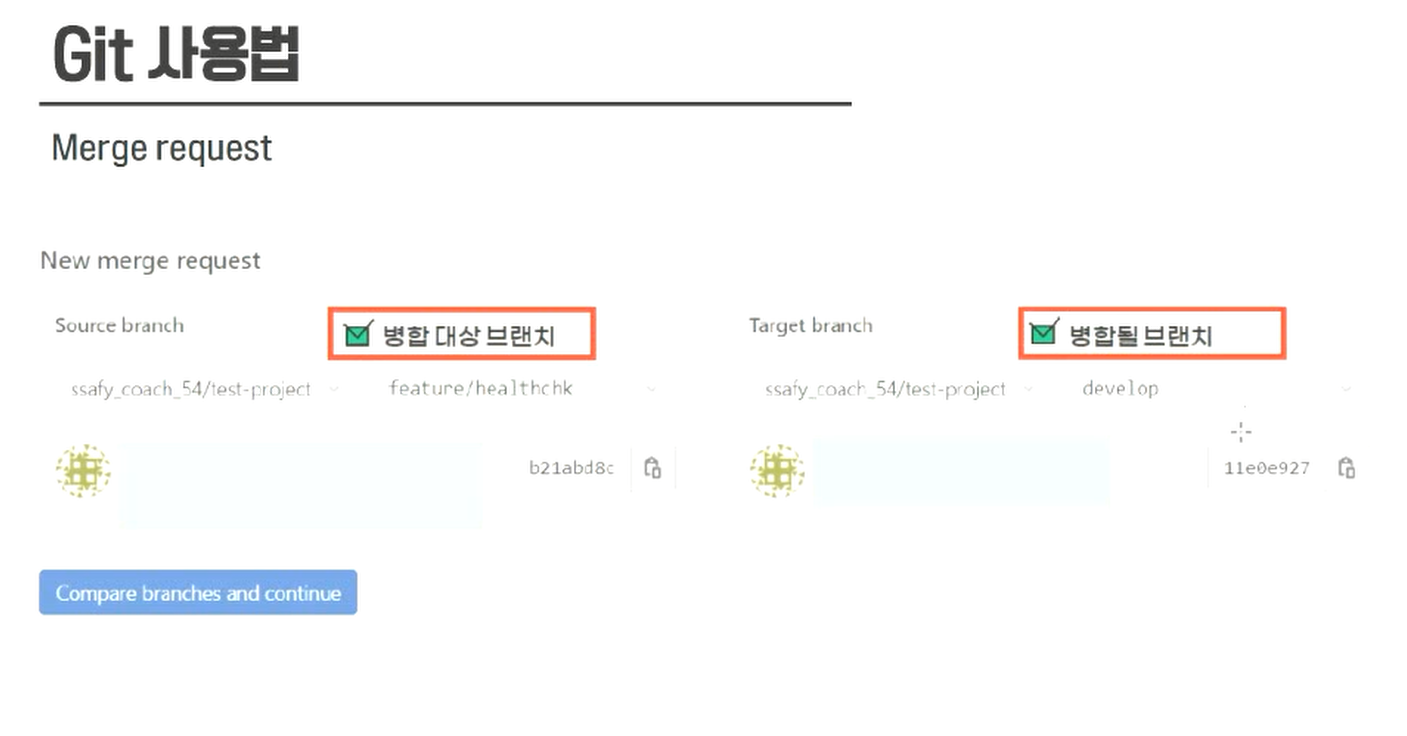 Git 사용법
Merge request
New merge request
Source branch
병합 대상 브랜치
Target branch
병합될 브랜치
ssafy_coach_54/test-project
feature/healthchk
ssafy_coach_54/test-project
develop
b21abd8c
11e0e927
Compare branches and continue